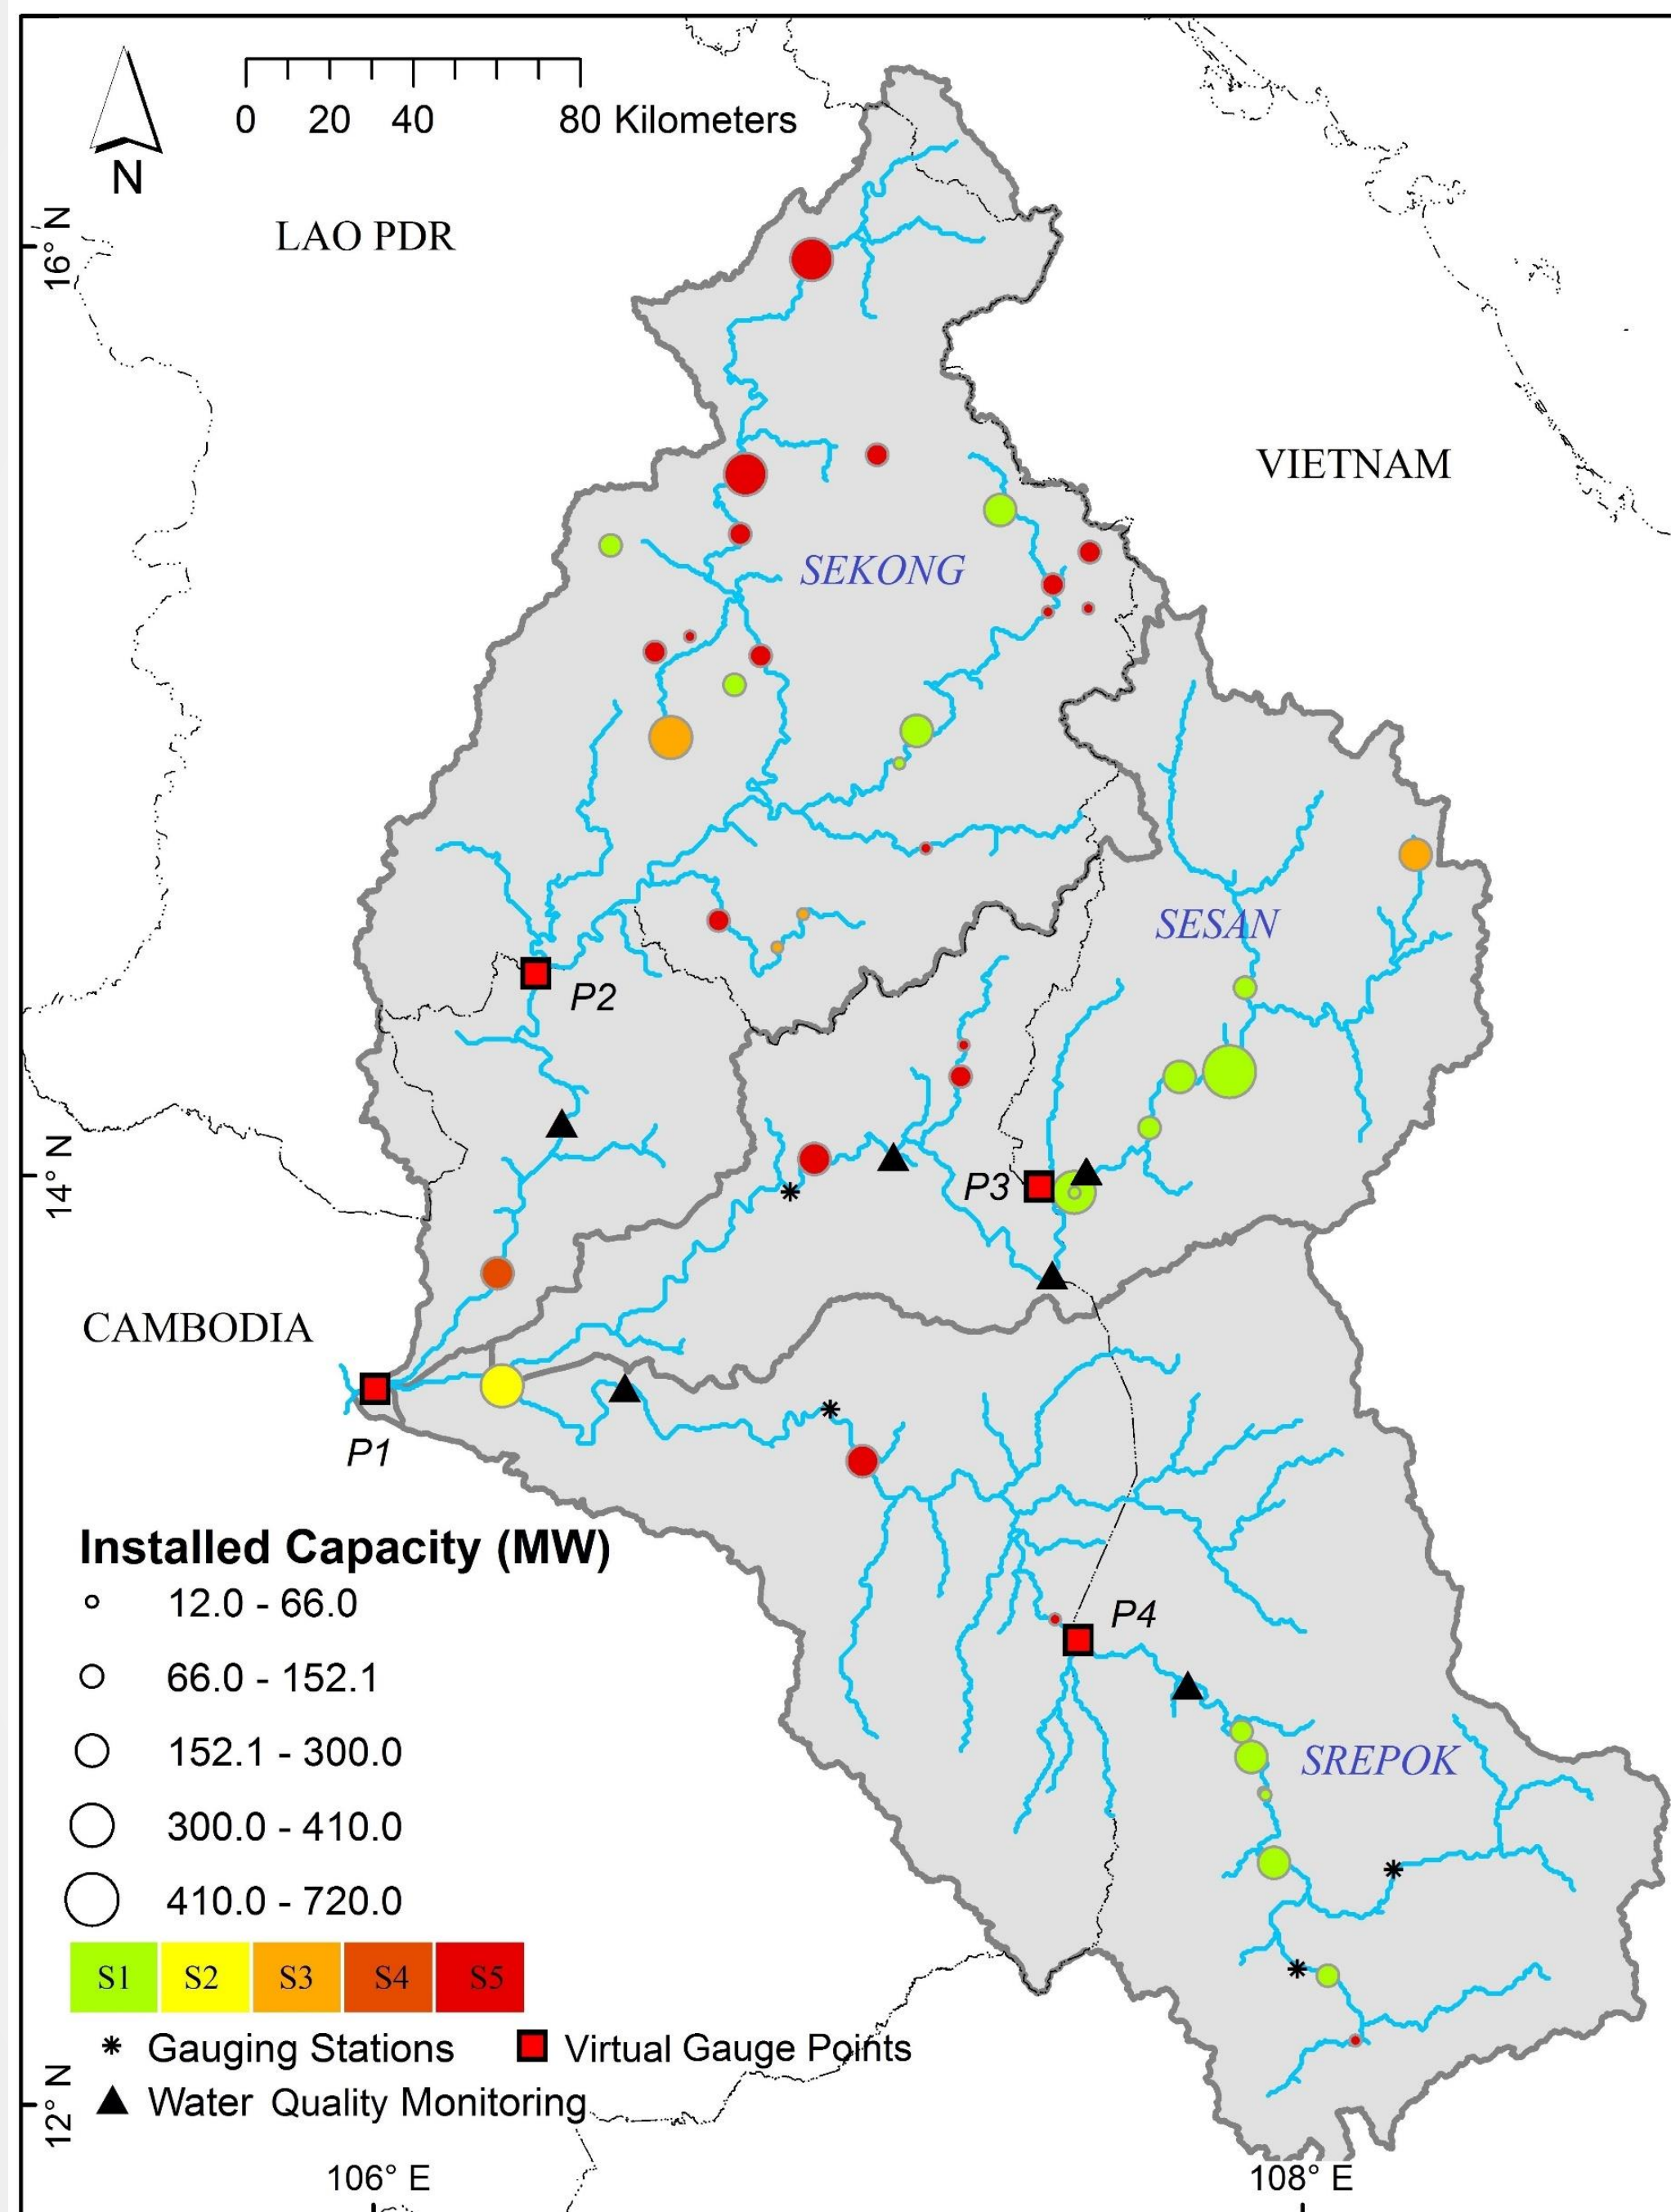 0 20 40 80 Kilometers
N
16° N
LAO PDR
VIETNAM
SEKONG
SESAN
P2
14° N
P3
CAMBODIA
P1
Installed Capacity (MW)
12.0 - 66.0
P4
66.0 - 152.1
152.1 - 300.0
SREPOK
300.0 - 410.0
410.0 - 720.0
S1 S2 S3 S4 S5
Gauging Stations
Virtual Gauge Points
Water Quality Monitoring
12° N
106° E
108° E